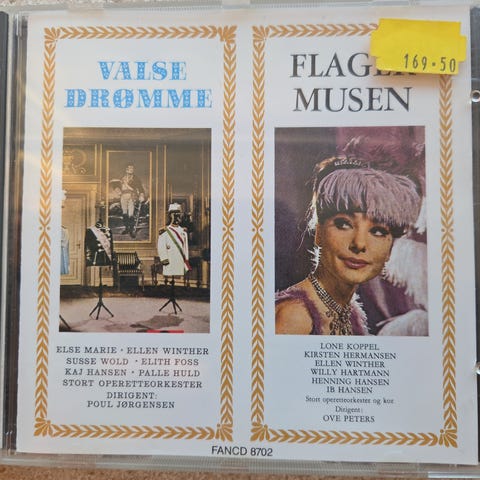 VALSE
DRØMME
ELSE MARIE • ELLEN WINTHER
SUSSE WOLD • ELITH FOSS
KAJ HANSEN • PALLE HULD
STORT OPERETTEORKESTER
DIRIGENT:
POUL JØRGENSEN
169.50
MUSEN
LONE KOPPEL
KIRSTEN HERMANSEN
ELLEN WINTHER
WILLY HARTMANN
HENNING HANSEN
IB HANSEN
Stort operetteorkester og kor
Dirigent:
OVE PETERS
FANCD 8702